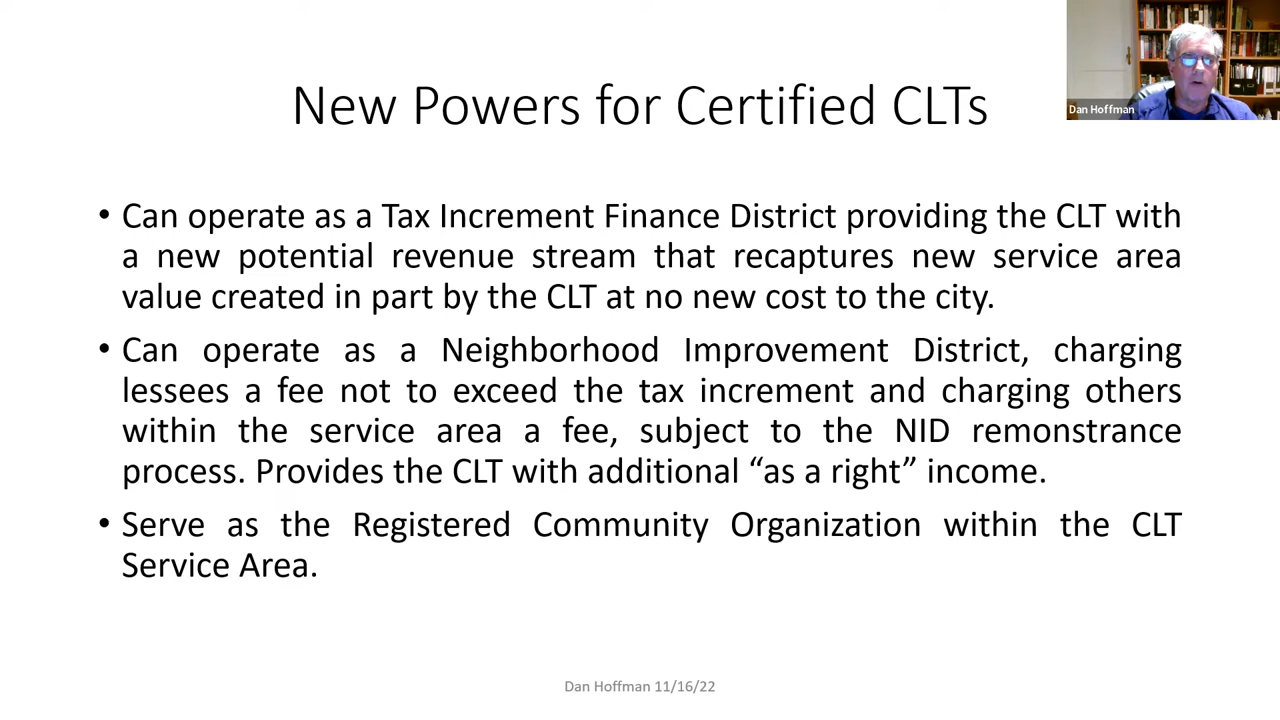 New Powers for Certified CLTs
Dan Hoffman
• Can operate as a Tax Increment Finance District providing the CLT with
a new potential revenue stream that recaptures new service area
value created in part by the CLT at no new cost to the city.
• Can operate as a Neighborhood Improvement District, charging
lessees a fee not to exceed the tax increment and charging others
within the service area a fee, subject to the NID remonstrance
process. Provides the CLT with additional “as a right” income.
• Serve as the Registered Community Organization within the CLT
Service Area.
Dan Hoffman 11/16/22